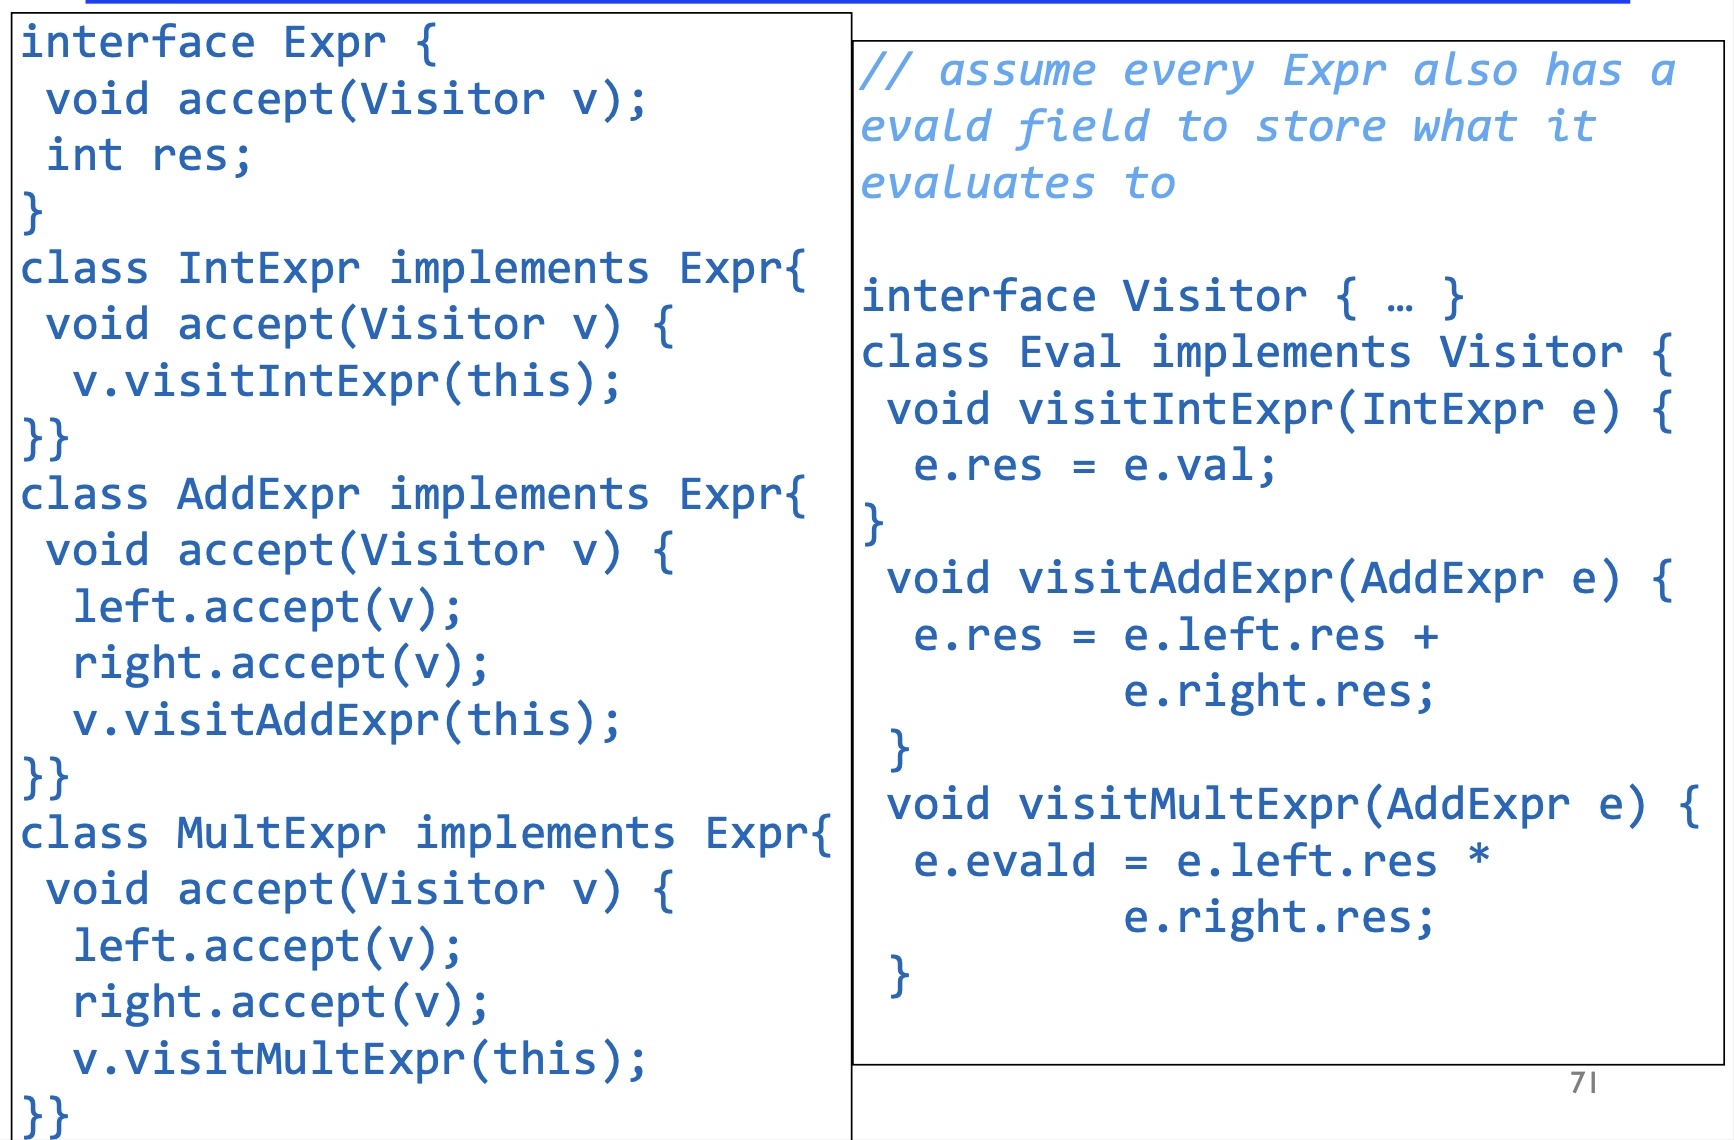 interface Expr {
 void accept(Visitor v);
 int res;
}
class IntExpr implements Expr{
 void accept(Visitor v) {
  v.visitIntExpr(this);
}}
class AddExpr implements Expr{
 void accept(Visitor v) {
  left.accept(v);
  right.accept(v);
  v.visitAddExpr(this);
}}
class MultExpr implements Expr{
 void accept(Visitor v) {
  left.accept(v);
  right.accept(v);
  v.visitMultExpr(this);
}}
// assume every Expr also has a
evald field to store what it
evaluates to
interface Visitor { … }
class Eval implements Visitor {
 void visitIntExpr(IntExpr e) {
  e.res = e.val;
}
 void visitAddExpr(AddExpr e) {
  e.res = e.left.res +
          e.right.res;
 }
 void visitMultExpr(AddExpr e) {
  e.evald = e.left.res *
          e.right.res;
 }
71